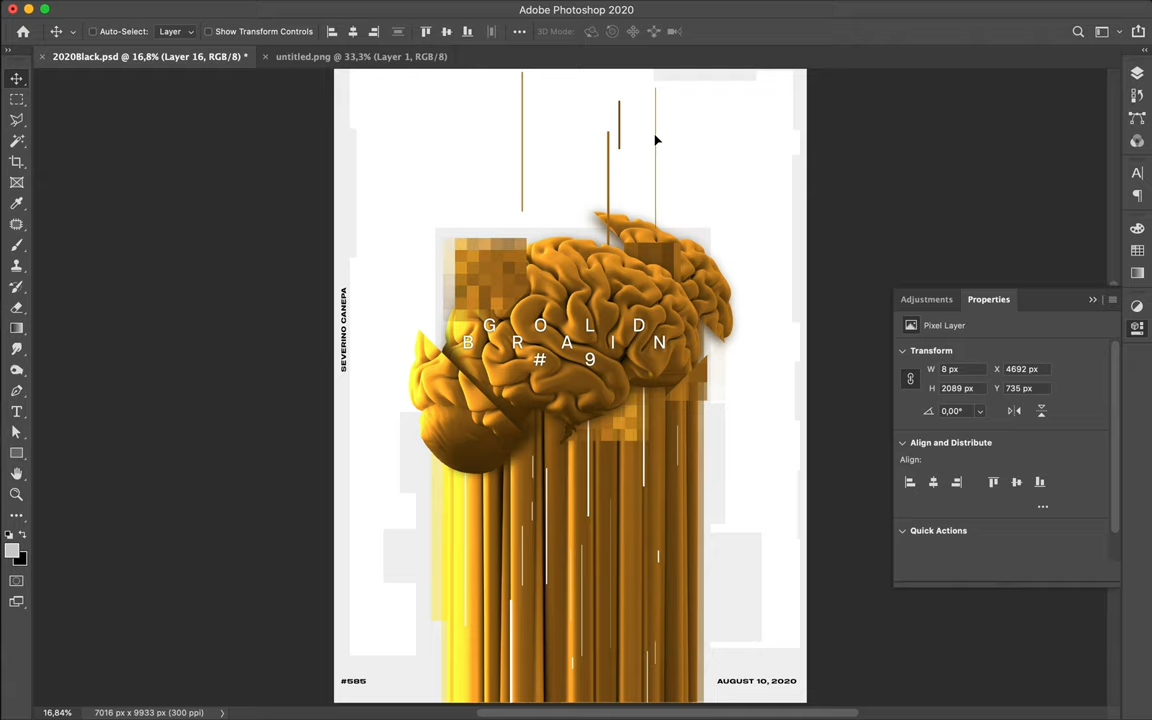 Adobe Photoshop 2020
Auto-Select: Layer Show Transform Controls 3D Mode:
2020Black.psd @ 16,8% (Layer 16, RGB/8) * untitled.png @ 33,3% (Layer 1, RGB/8)
SEVERINO CANEPA
GOLD
BRAIN
#9
#585
AUGUST 10, 2020
Adjustments Properties
Pixel Layer
Transform
W 8 px X 4692 px
H 2089 px Y 735 px
0,00°
Align and Distribute
Align:
Quick Actions
16,84% 7016 px x 9933 px (300 ppi)